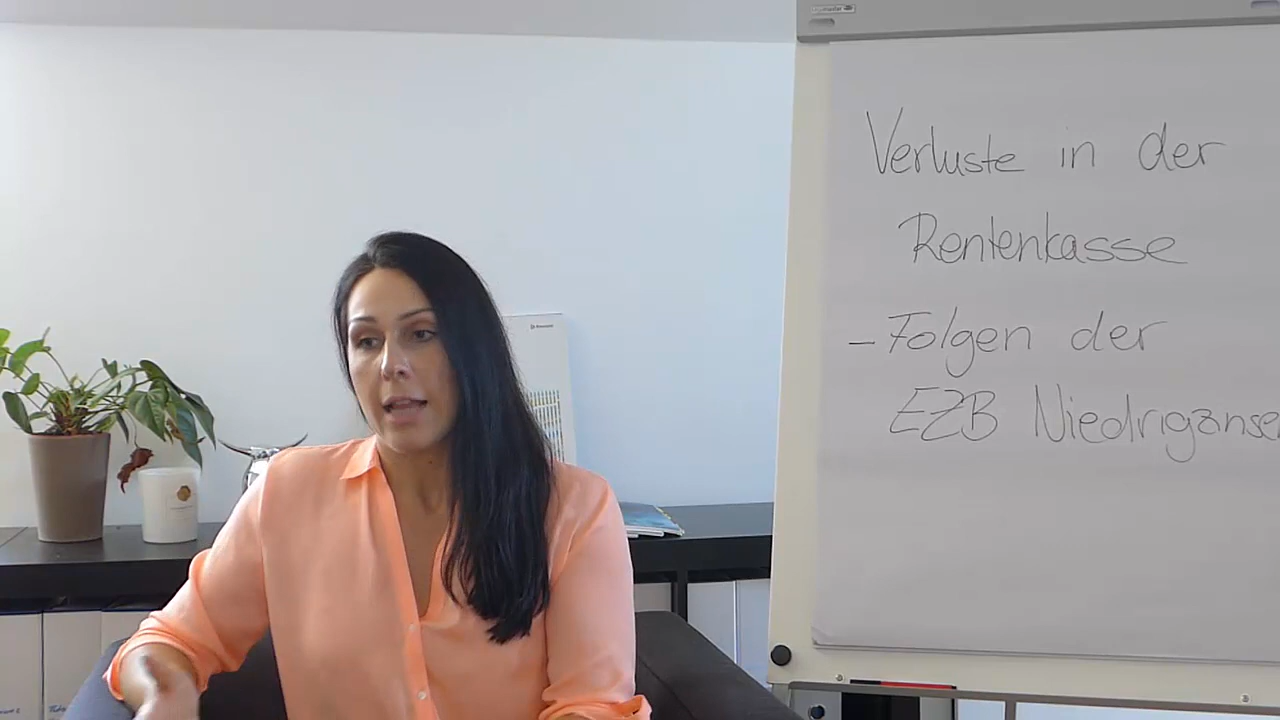 Verluste in der
Rentenkasse
- Folgen der
EZB Niedrigzinse